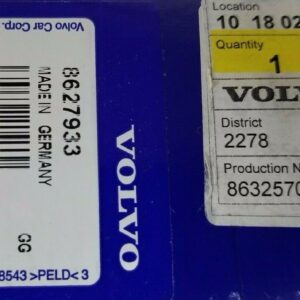 Volvo Car Corp.
8627933
MADE IN GERMANY
GG
8543 >PELD< 3
VOLVO
Location
10 18 02
Quantity
1
VOLV
District
2278
Production N
8632570